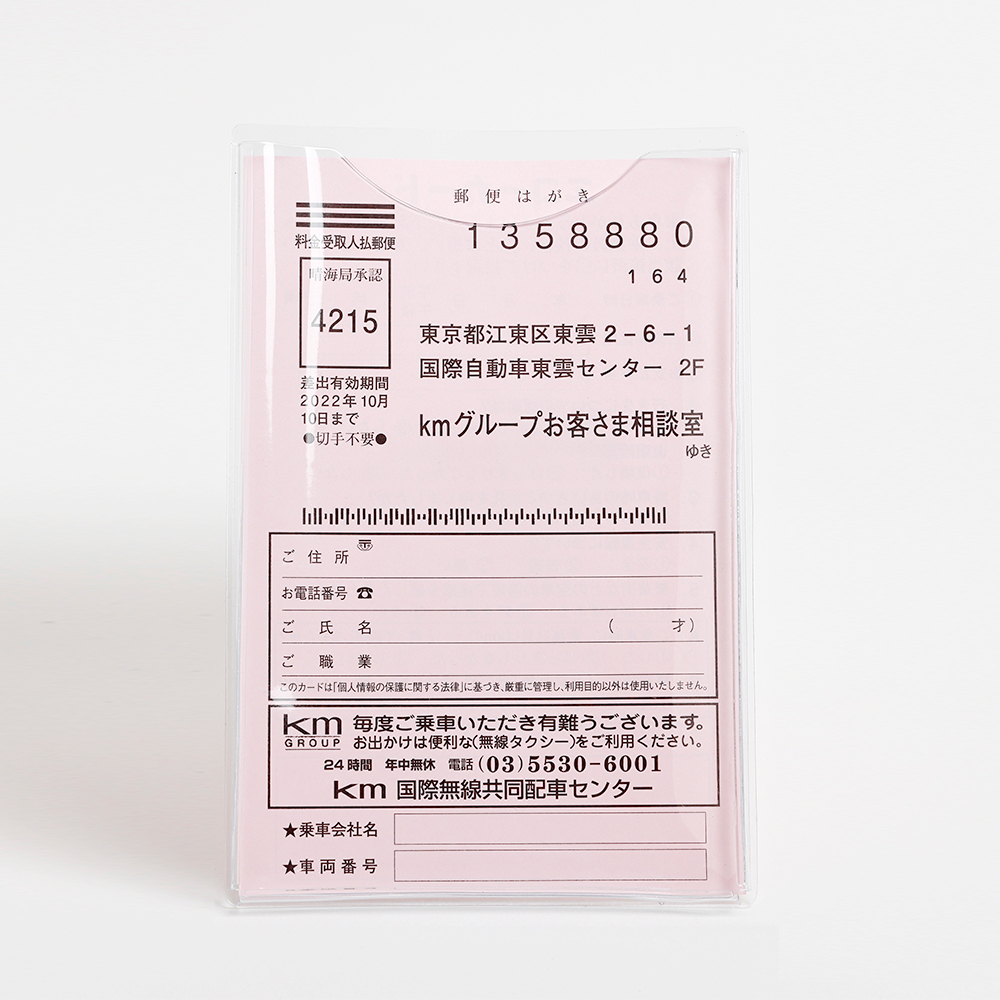 郵便はがき
1358880
164
料金受取人払郵便
晴海局承認
4215
差出有効期間
2022年10月
10日まで
●切手不要●
東京都江東区東雲2-6-1
国際自動車東雲センター 2F
kmグループお客さま相談室
ゆき
ご住所 〒
お電話番号 ☎
ご氏名 ( 才)
ご職業
このカードは「個人情報の保護に関する法律」に基づき、厳重に管理し、利用目的以外は使用いたしません。
km GROUP
毎度ご乗車いただき有難うございます。
お出かけは便利な(無線タクシー)をご利用ください。
24時間 年中無休 電話(03)5530-6001
km 国際無線共同配車センター
★乗車会社名
★車両番号